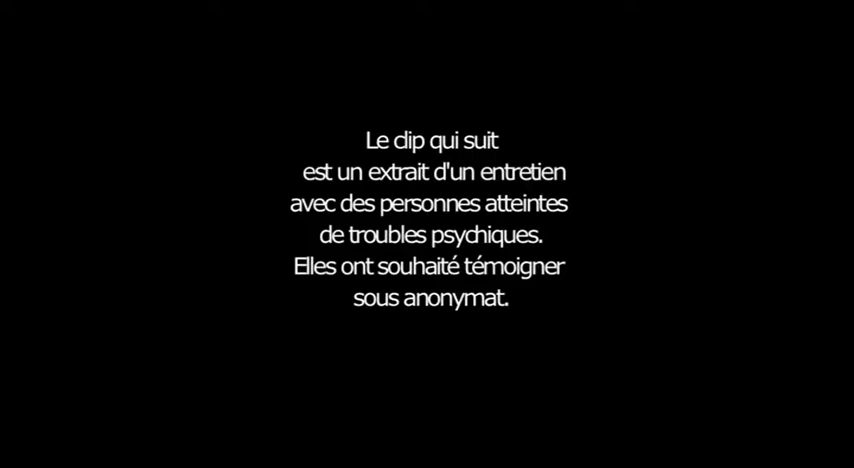 Le clip qui suit
est un extrait d'un entretien
avec des personnes atteintes
de troubles psychiques.
Elles ont souhaité témoigner
sous anonymat.